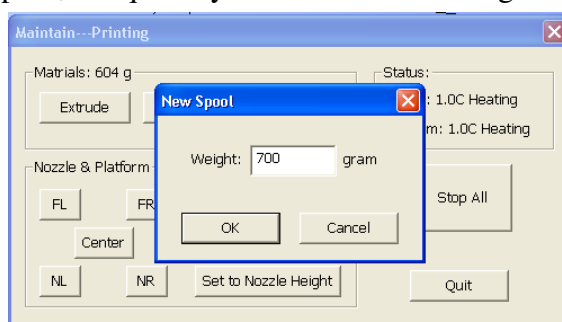 Maintain---Printing
Matrials: 604 g
Status:
Extrude
New Spool
: 1.0C Heating
m: 1.0C Heating
Weight: 700 gram
Nozzle & Platform
FL
FR
Stop All
OK
Cancel
Center
NL
NR
Set to Nozzle Height
Quit